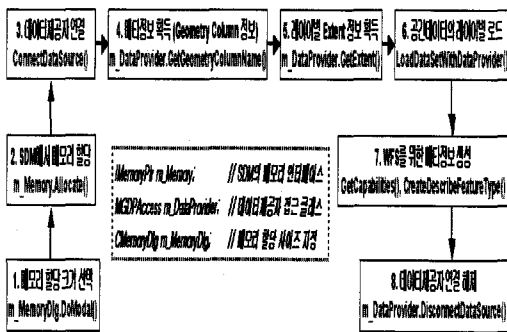 3. 데이터제공자 연결
ConnectDataSource()
4. 메타정보 획득 (Geometry Column 정보)
m_DataProvider.GetGeometryColumnName()
5. 레이어별 Extent 정보 획득
m_DataProvider.GetExtent()
6. 공간데이터의 레이어별 로드
LoadDataSetWithDataProvider()
2. SDM에서 메모리 할당
m_Memory.Allocate()
IMemoryPtr m_Memory; // SDM의 메모리 인터페이스
MGDPAccess m_DataProvider; // 데이터제공자 접근 클래스
CMemoryDlg m_MemoryDlg; // 메모리 할당 사이즈 지정
7. WFS를 위한 메타정보 생성
GetCapabilities(), CreateDescribeFeatureType()
1. 메모리 할당 크기 선택
m_MemoryDlg.DoModal()
8. 데이터제공자 연결 해제
m_DataProvider.DisconnectDataSource()